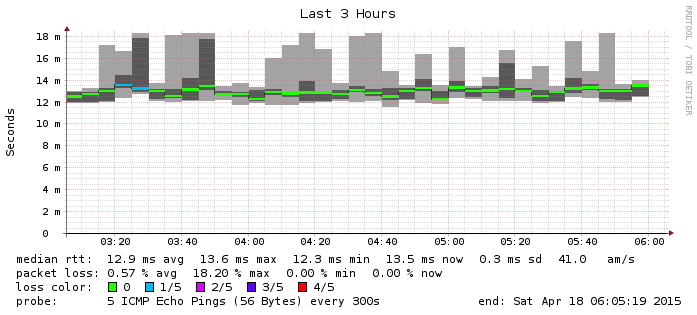 Last 3 Hours
RRDTOOL / TOBI OETIKER
Seconds
18 m
16 m
14 m
12 m
10 m
8 m
6 m
4 m
2 m
0
03:20 03:40 04:00 04:20 04:40 05:00 05:20 05:40 06:00
median rtt: 12.9 ms avg 13.6 ms max 12.3 ms min 13.5 ms now 0.3 ms sd 41.0 am/s
packet loss: 0.57 % avg 18.20 % max 0.00 % min 0.00 % now
loss color: 0 1/5 2/5 3/5 4/5
probe: 5 ICMP Echo Pings (56 Bytes) every 300s end: Sat Apr 18 06:05:19 2015